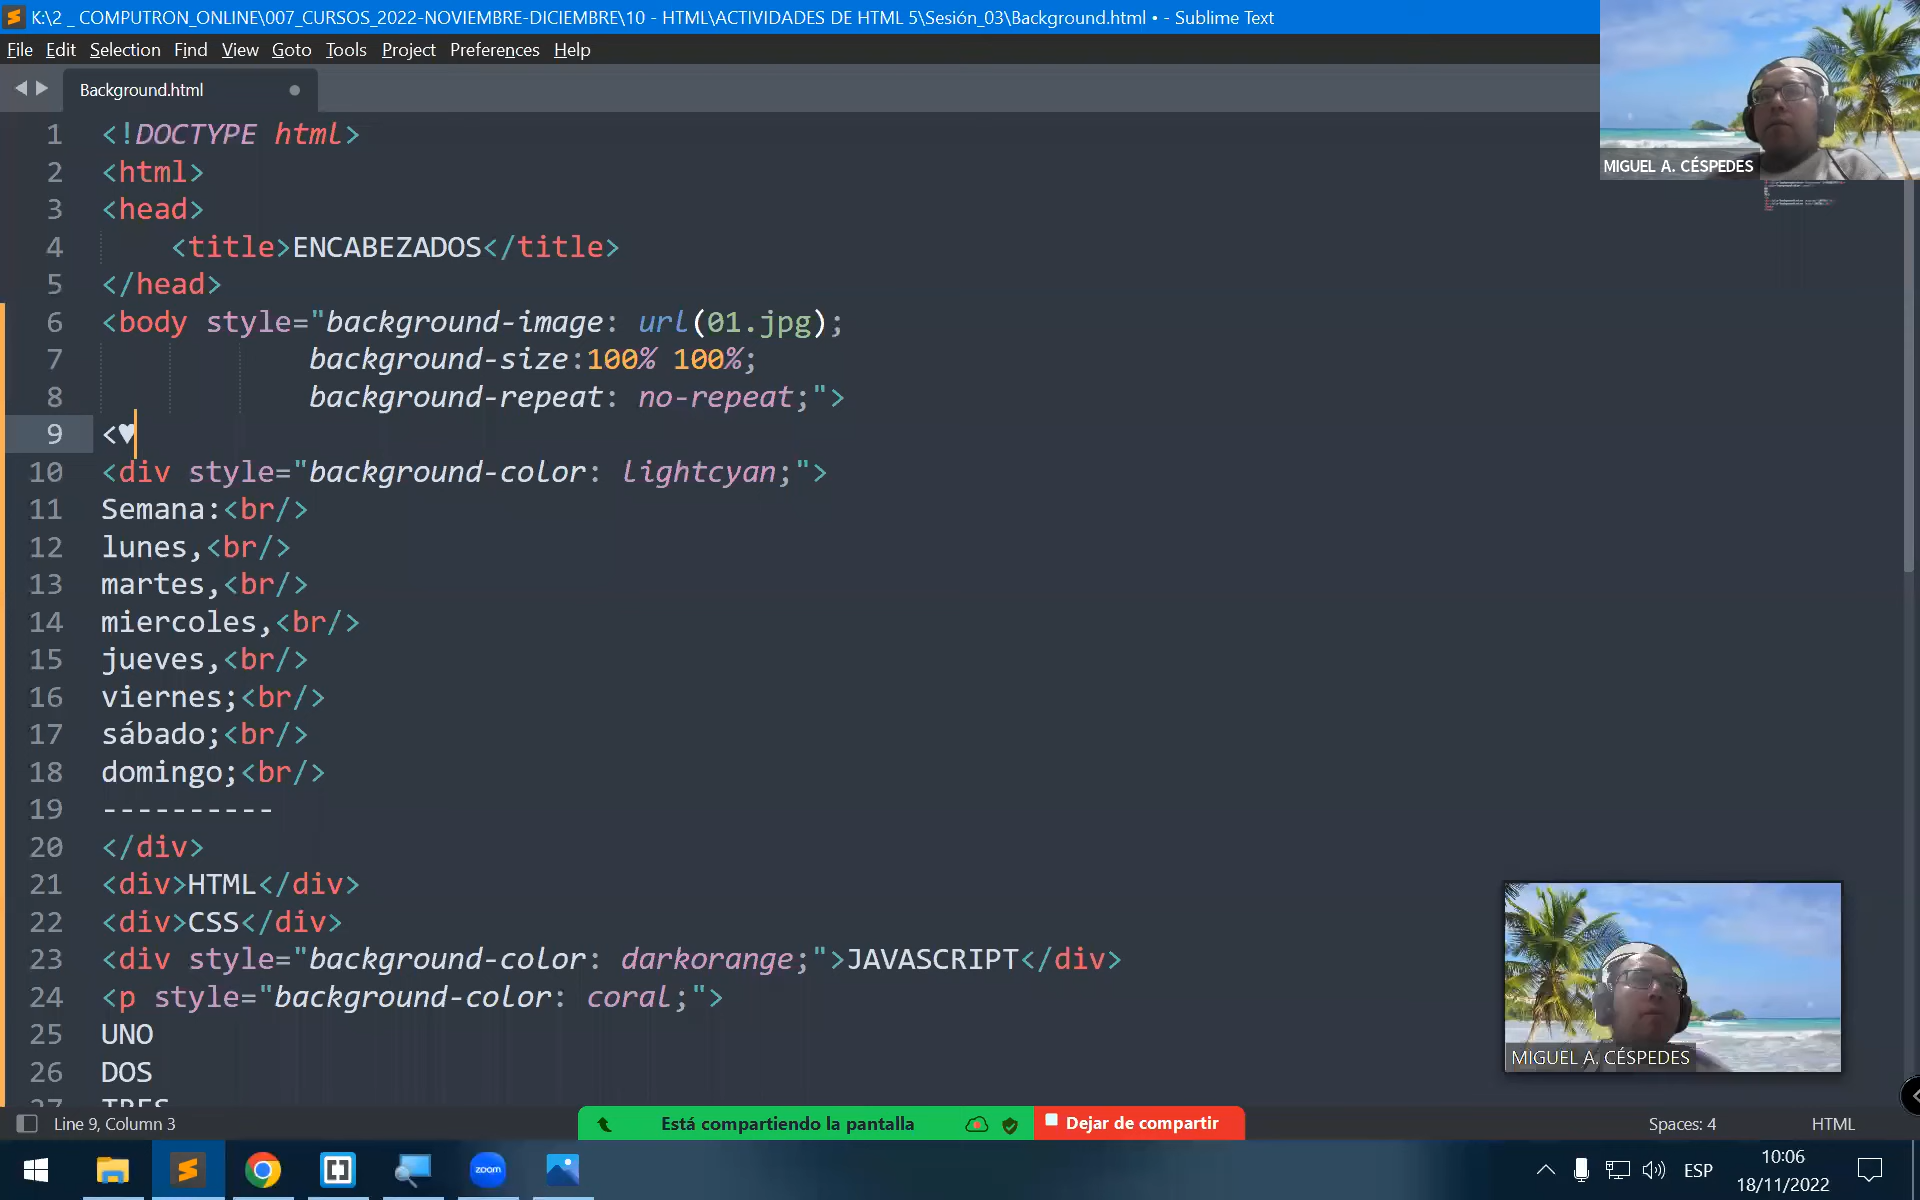 K:\2 _ COMPUTRON_ONLINE\007_CURSOS_2022-NOVIEMBRE-DICIEMBRE\10 - HTML\ACTIVIDADES DE HTML 5\Sesión_03\Background.html • - Sublime Text
File Edit Selection Find View Goto Tools Project Preferences Help
Background.html
MIGUEL A. CÉSPEDES
1 <!DOCTYPE html>
2 <html>
3 <head>
4 <title>ENCABEZADOS</title>
5 </head>
6 <body style="background-image: url(01.jpg);
7 background-size:100% 100%;
8 background-repeat: no-repeat;">
9 <♥
10 <div style="background-color: lightcyan;">
11 Semana:<br/>
12 lunes,<br/>
13 martes,<br/>
14 miercoles,<br/>
15 jueves,<br/>
16 viernes;<br/>
17 sábado;<br/>
18 domingo;<br/>
19 ----------
20 </div>
21 <div>HTML</div>
22 <div>CSS</div>
23 <div style="background-color: darkorange;">JAVASCRIPT</div>
24 <p style="background-color: coral;">
25 UNO
26 DOS
27 TRES
MIGUEL A. CÉSPEDES
Line 9, Column 3
Está compartiendo la pantalla
Dejar de compartir
Spaces: 4
HTML
zoom
ESP
10:06
18/11/2022